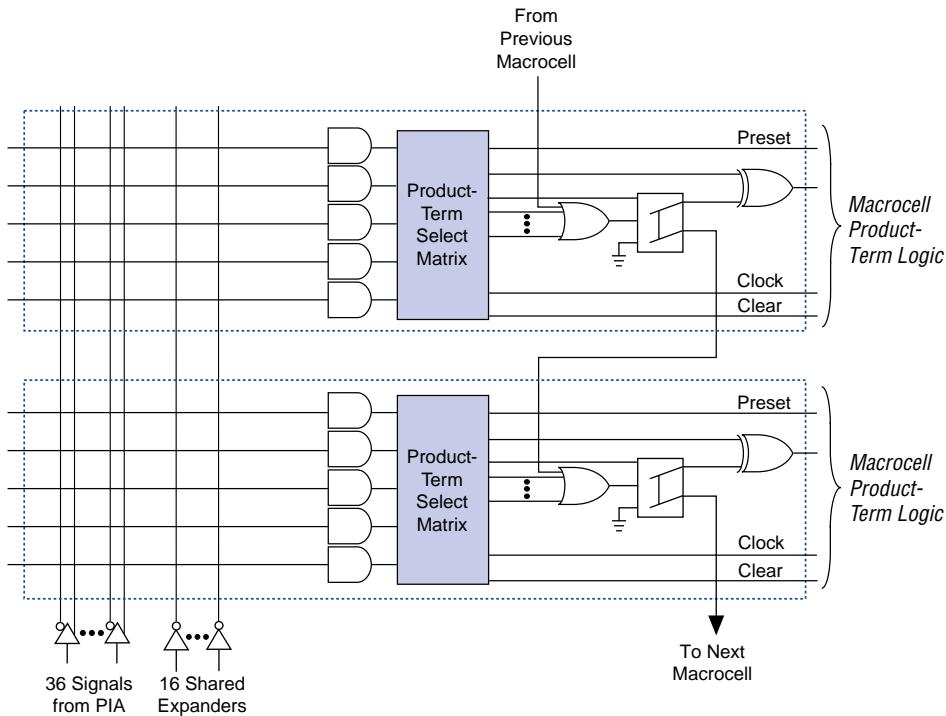 From
Previous
Macrocell
Preset
Product-
Term
Select
Matrix
Macrocell
Product-
Term Logic
Clock
Clear
Preset
Product-
Term
Select
Matrix
Macrocell
Product-
Term Logic
Clock
Clear
36 Signals
from PIA
16 Shared
Expanders
To Next
Macrocell